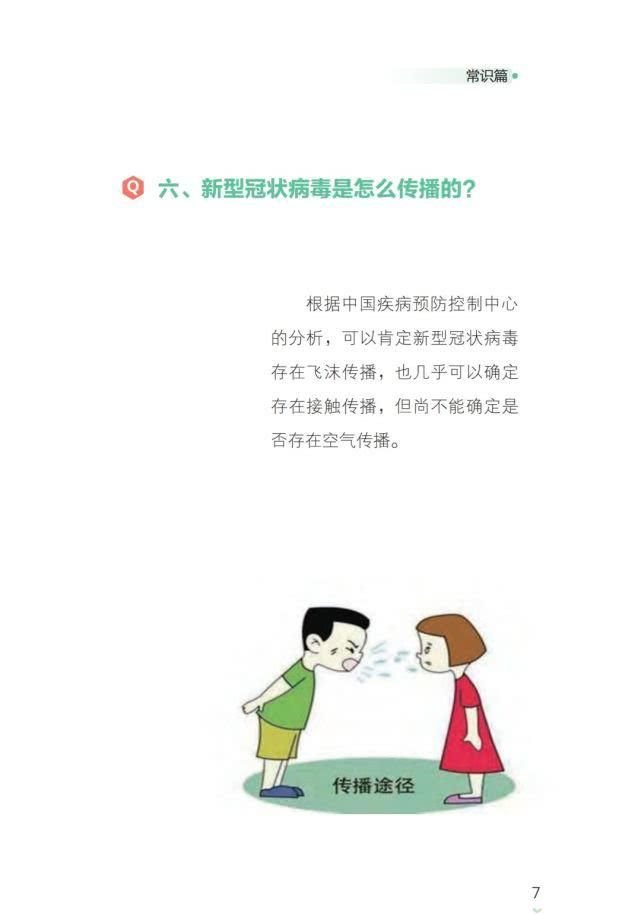 常识篇
Q 六、新型冠状病毒是怎么传播的?
根据中国疾病预防控制中心
的分析，可以肯定新型冠状病毒
存在飞沫传播，也几乎可以确定
存在接触传播，但尚不能确定是
否存在空气传播。
传播途径
7